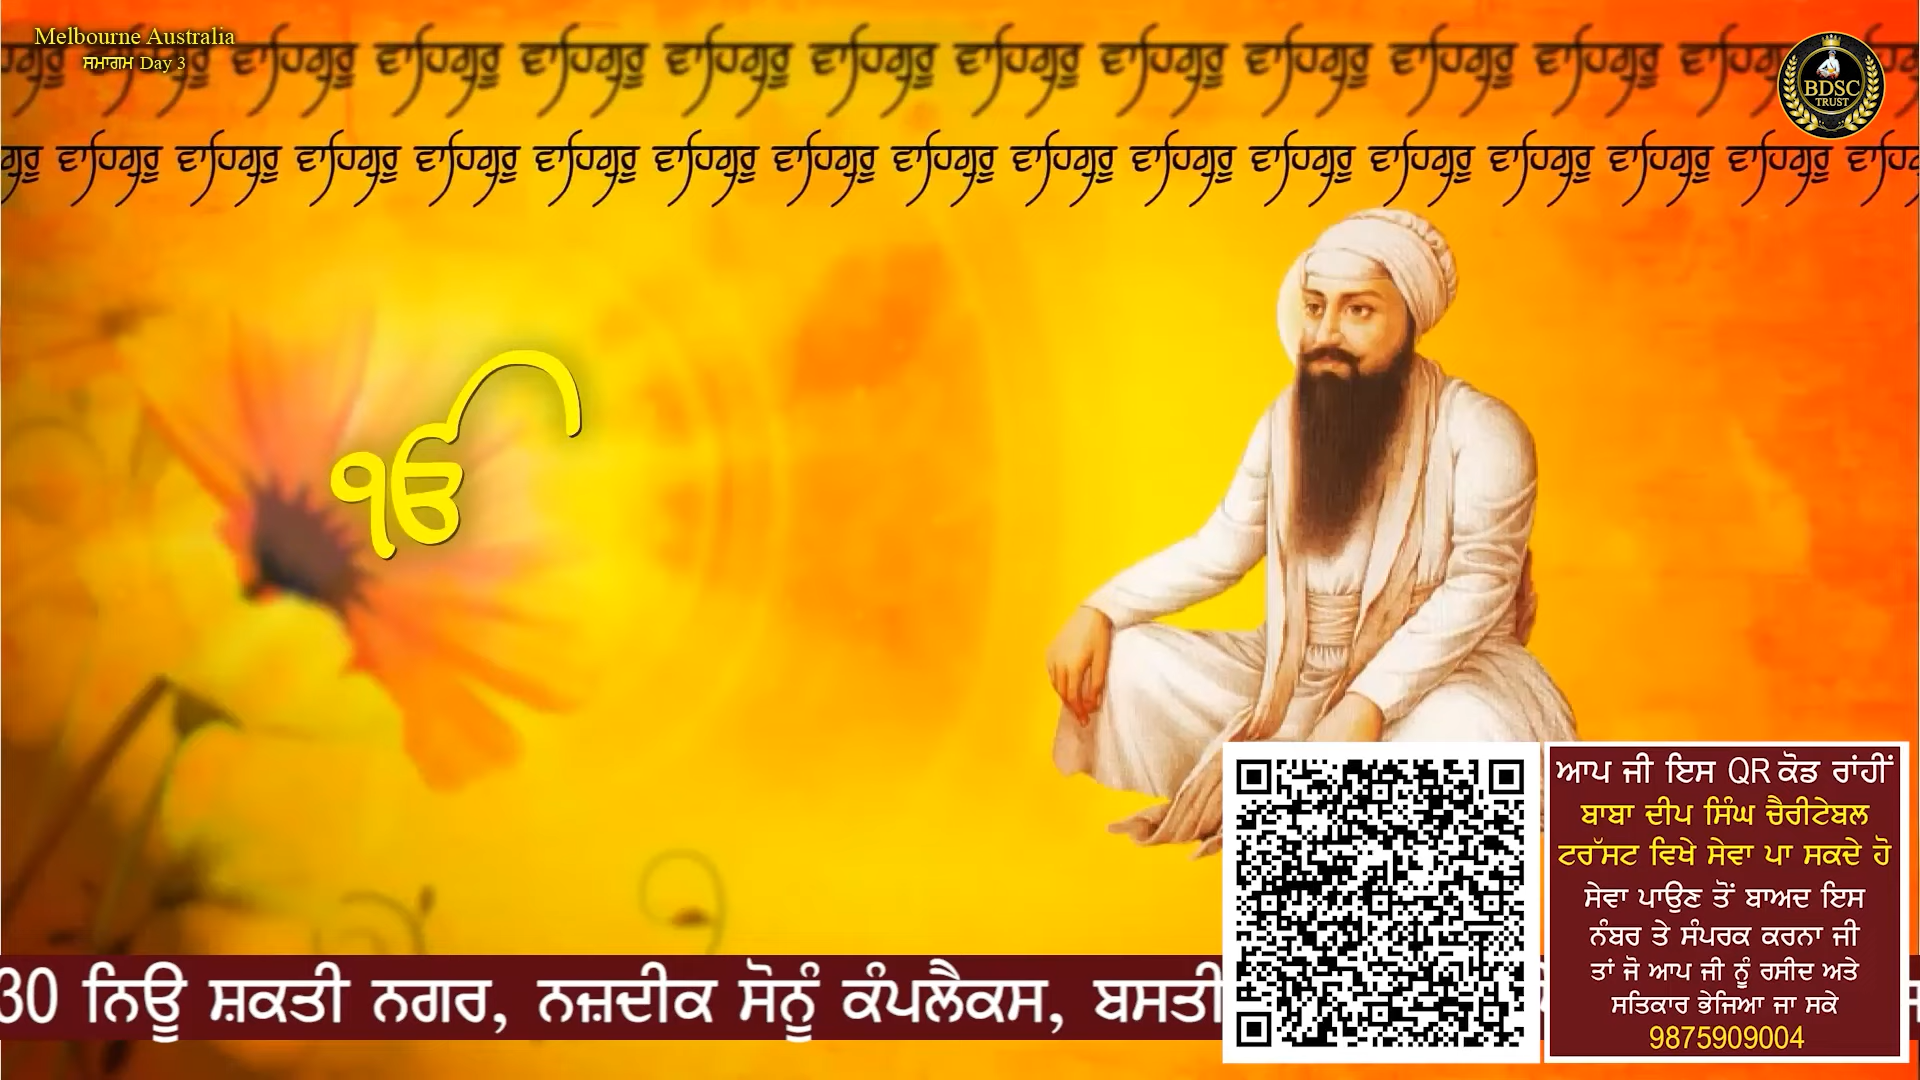 Melbourne Australia
ਸਮਾਗਮ Day 3
ਵਾਹਿਗੁਰੂ ਵਾਹਿਗੁਰੂ ਵਾਹਿਗੁਰੂ ਵਾਹਿਗੁਰੂ ਵਾਹਿਗੁਰੂ ਵਾਹਿਗੁਰੂ ਵਾਹਿਗੁਰੂ ਵਾਹਿਗੁਰੂ ਵਾਹਿਗੁਰੂ ਵਾਹਿਗੁਰੂ
BDSC
TRUST
ਗੁਰੂ ਵਾਹਿਗੁਰੂ ਵਾਹਿਗੁਰੂ ਵਾਹਿਗੁਰੂ ਵਾਹਿਗੁਰੂ ਵਾਹਿਗੁਰੂ ਵਾਹਿਗੁਰੂ ਵਾਹਿਗੁਰੂ ਵਾਹਿਗੁਰੂ ਵਾਹਿਗੁਰੂ ਵਾਹਿਗੁਰੂ ਵਾਹਿਗੁਰੂ ਵਾਹਿਗੁਰੂ ਵਾਹਿਗੁਰੂ ਵਾਹਿਗੁਰੂ ਵਾਹਿ
ੴ
ਆਪ ਜੀ ਇਸ QR ਕੋਡ ਰਾਂਹੀਂ
ਬਾਬਾ ਦੀਪ ਸਿੰਘ ਚੈਰੀਟੇਬਲ
ਟਰੱਸਟ ਵਿਖੇ ਸੇਵਾ ਪਾ ਸਕਦੇ ਹੋ
ਸੇਵਾ ਪਾਉਣ ਤੋਂ ਬਾਅਦ ਇਸ
ਨੰਬਰ ਤੇ ਸੰਪਰਕ ਕਰਨਾ ਜੀ
ਤਾਂ ਜੋ ਆਪ ਜੀ ਨੂੰ ਰਸੀਦ ਅਤੇ
ਸਤਿਕਾਰ ਭੇਜਿਆ ਜਾ ਸਕੇ
9875909004
30 ਨਿਊ ਸ਼ਕਤੀ ਨਗਰ, ਨਜ਼ਦੀਕ ਸੋਨੂੰ ਕੰਪਲੈਕਸ, ਬਸਤੀ